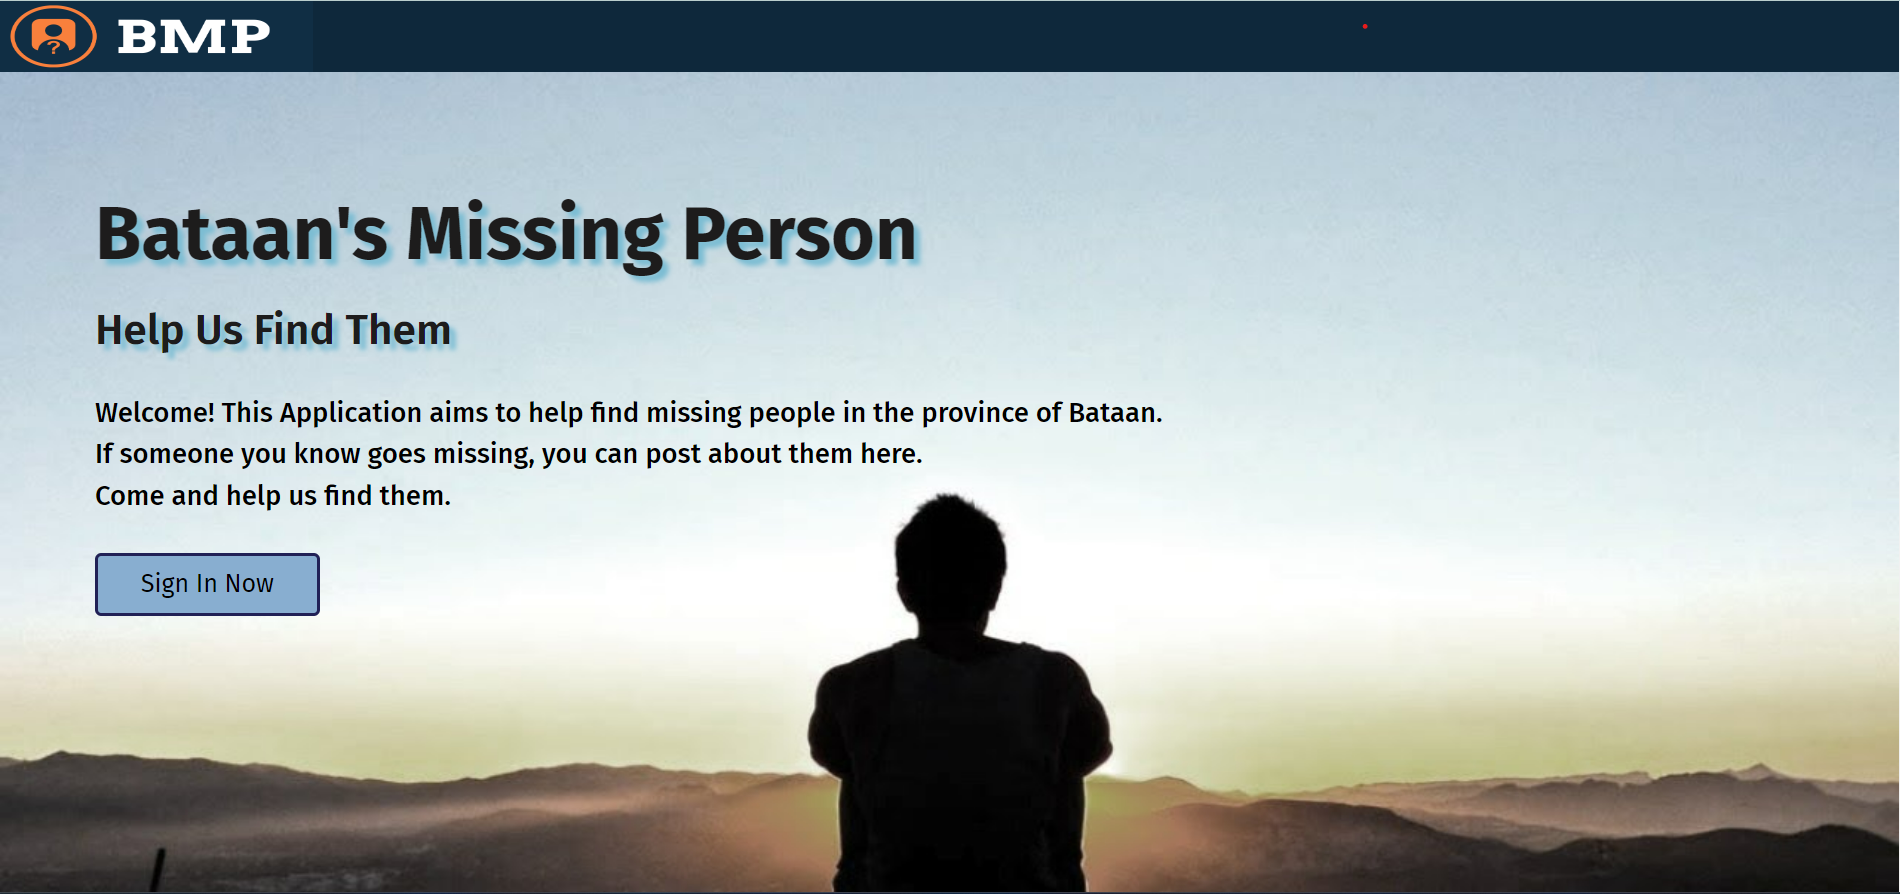 ?
BMP
Bataan's Missing Person
Help Us Find Them
Welcome! This Application aims to help find missing people in the province of Bataan.
If someone you know goes missing, you can post about them here.
Come and help us find them.
Sign In Now